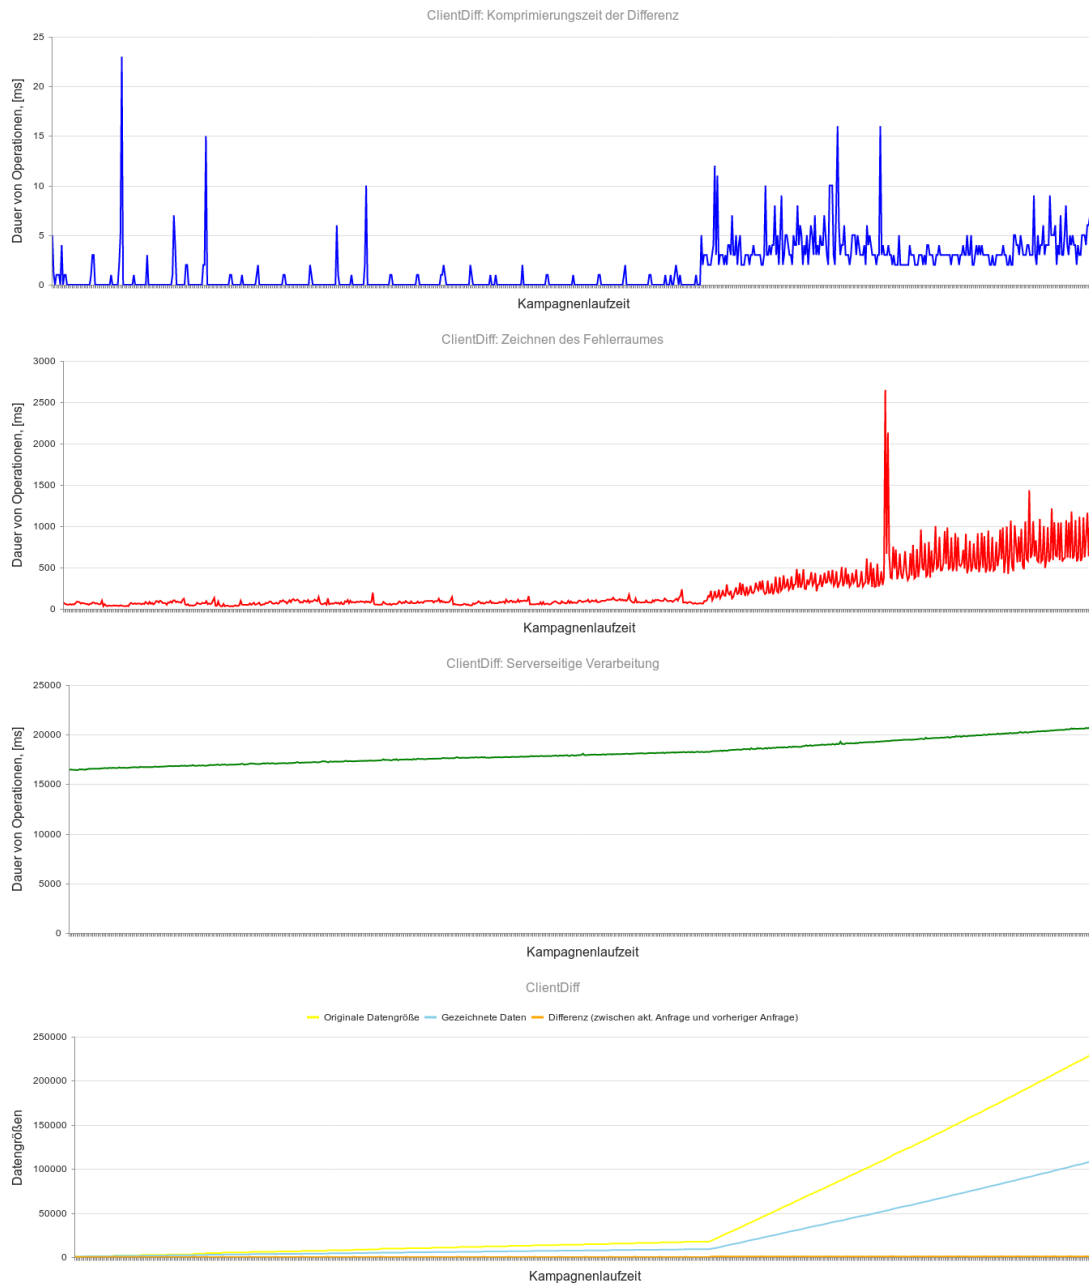 ClientDiff: Komprimierungszeit der Differenz
25
20
15
10
5
0
Dauer von Operationen, [ms]
Kampagnenlaufzeit
ClientDiff: Zeichnen des Fehlerraumes
3000
2500
2000
1500
1000
500
0
Dauer von Operationen, [ms]
Kampagnenlaufzeit
ClientDiff: Serverseitige Verarbeitung
25000
20000
15000
10000
5000
0
Dauer von Operationen, [ms]
Kampagnenlaufzeit
ClientDiff
Originale Datengröße Gezeichnete Daten Differenz (zwischen akt. Anfrage und vorheriger Anfrage)
250000
200000
150000
100000
50000
0
Datengrößen
Kampagnenlaufzeit